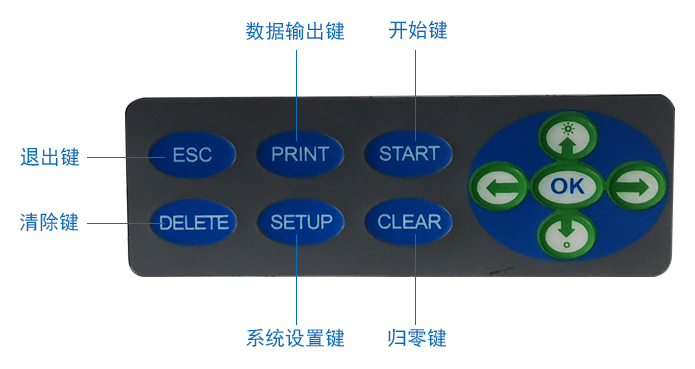 数据输出键
开始键
退出键
ESC
PRINT
START
OK
清除键
DELETE
SETUP
CLEAR
系统设置键
归零键